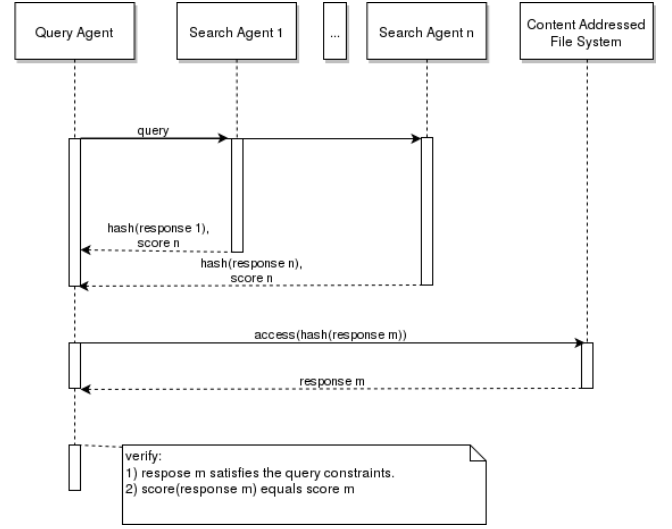 Query Agent
Search Agent 1
...
Search Agent n
Content Addressed
File System
query
hash(response 1),
score n
hash(response n),
score n
access(hash(response m))
response m
verify:
1) respose m satisfies the query constraints.
2) score(response m) equals score m